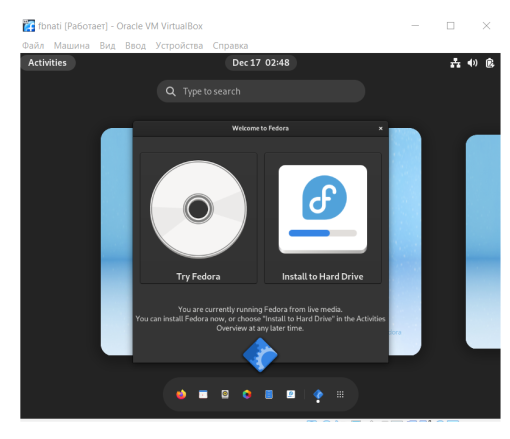 fbnati [Работает] - Oracle VM VirtualBox
Файл Машина Вид Ввод Устройства Справка
Activities Dec 17 02:48
Type to search
Welcome to Fedora
Try Fedora Install to Hard Drive
You are currently running Fedora from live media.
You can install Fedora now, or choose "Install to Hard Drive" in the Activities
Overview at any later time.